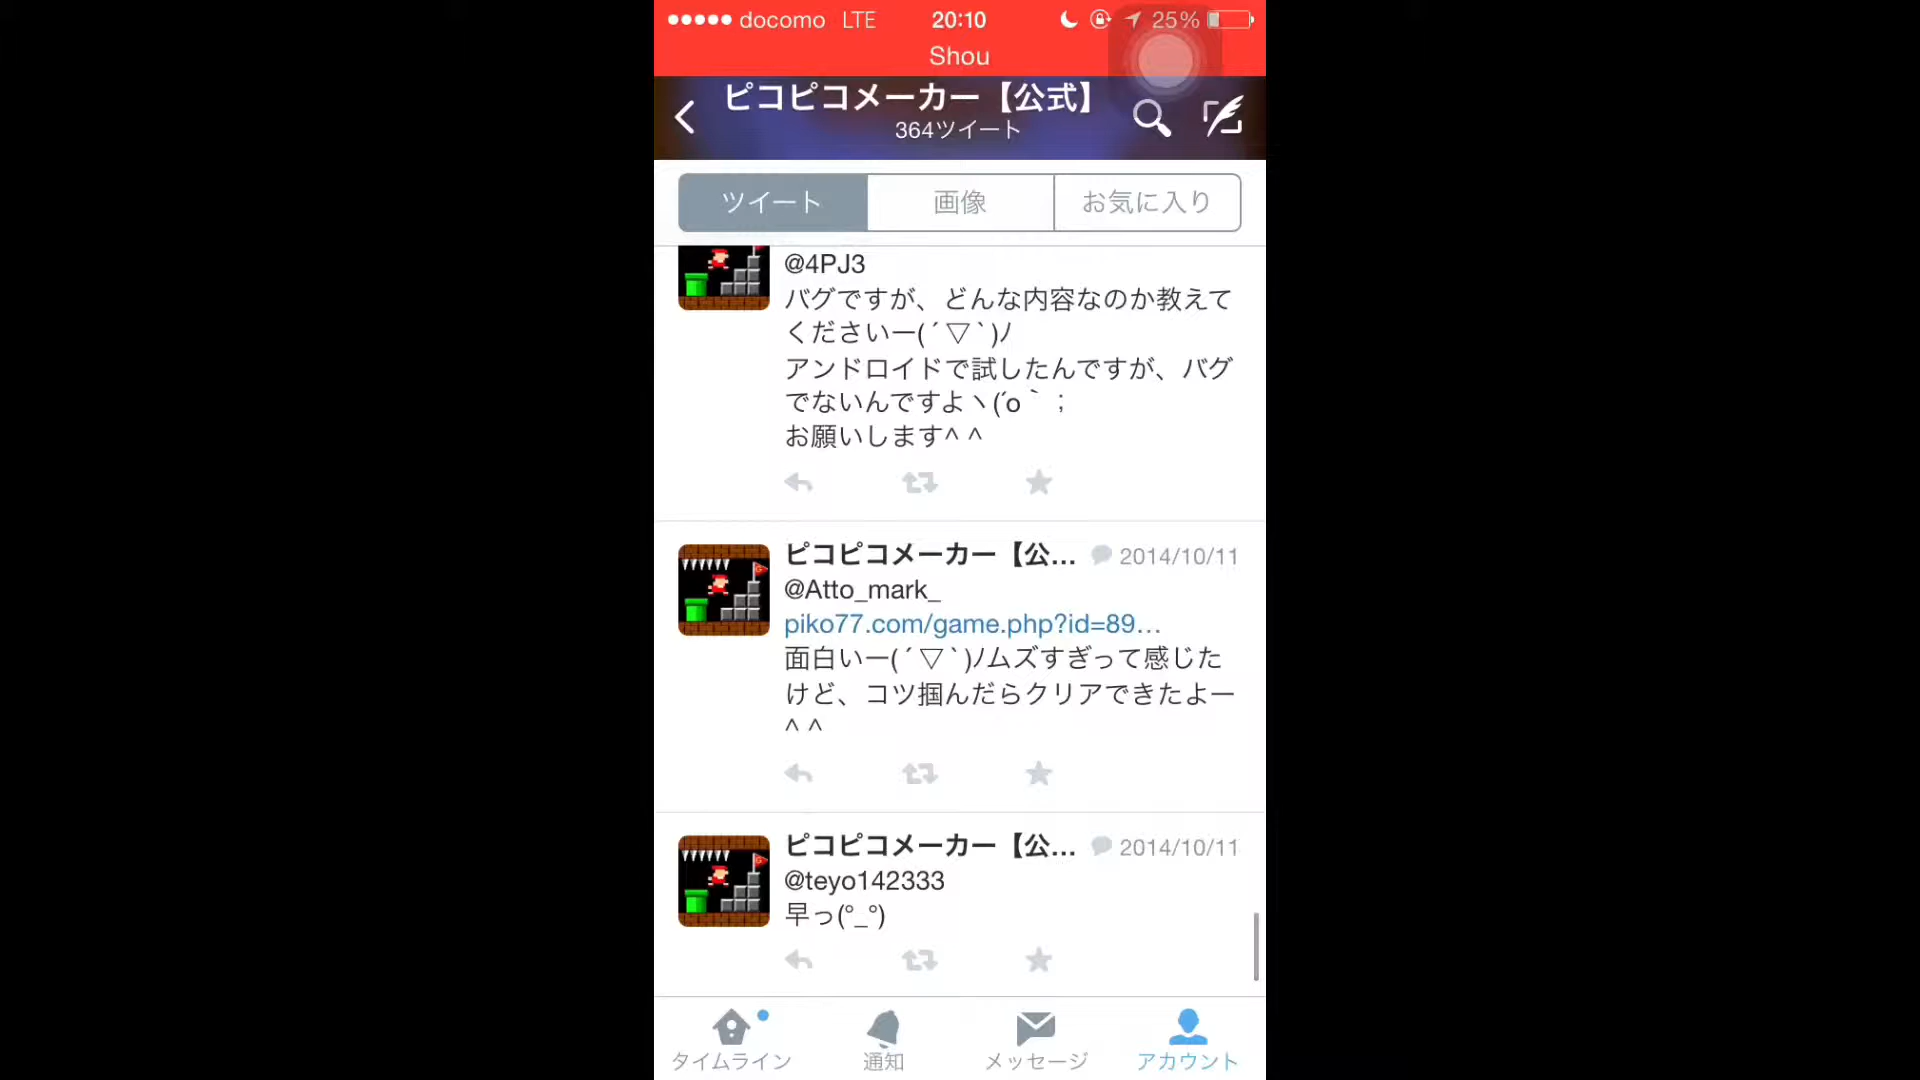 docomo LTE 20:10 25%
Shou
ピコピコメーカー【公式】
364ツイート
ツイート 画像 お気に入り
@4PJ3
バグですが、どんな内容なのか教えて
くださいー(´▽`)ﾉ
アンドロイドで試したんですが、バグ
でないんですよヽ(´o｀；
お願いします^ ^
ピコピコメーカー【公... 2014/10/11
@Atto_mark_
piko77.com/game.php?id=89...
面白いー(´▽`)ﾉムズすぎって感じた
けど、コツ掴んだらクリアできたよー
^ ^
ピコピコメーカー【公... 2014/10/11
@teyo142333
早っ(°_°)
タイムライン 通知 メッセージ アカウント